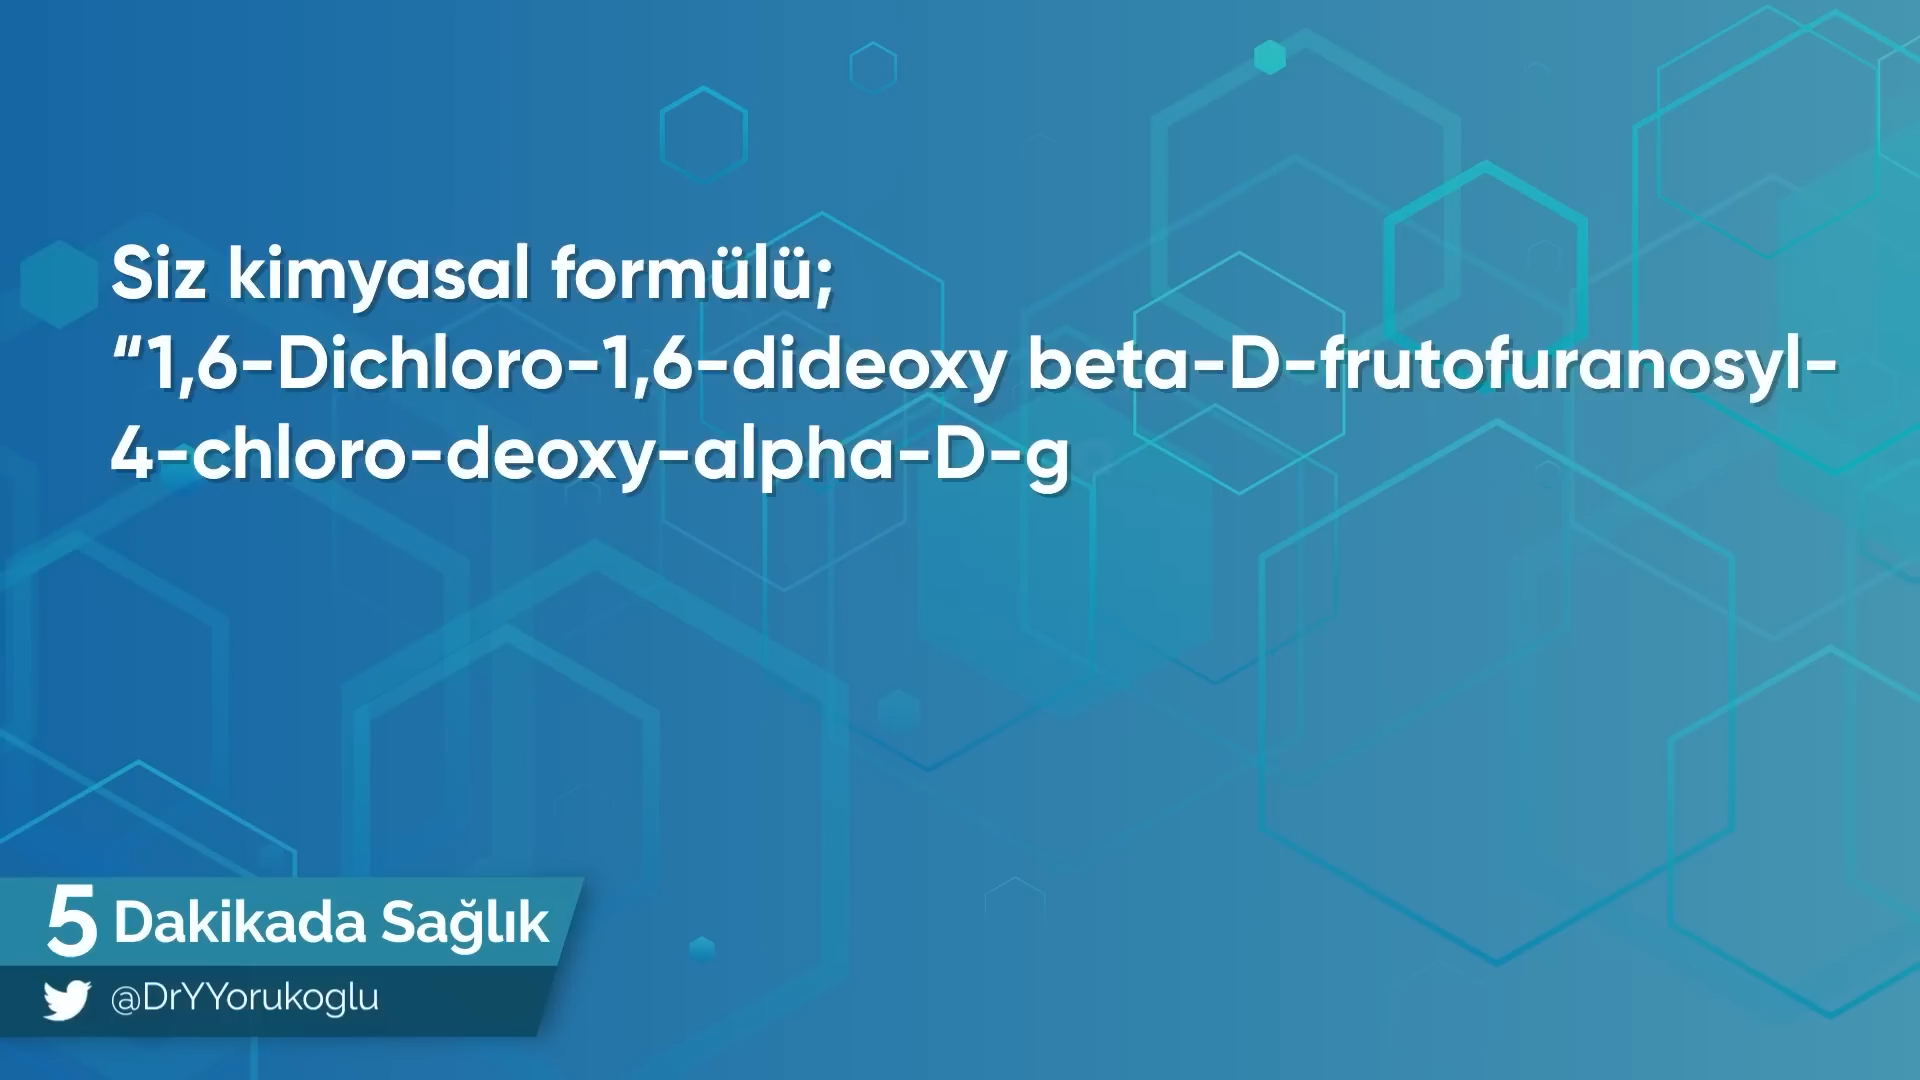 Siz kimyasal formülü;
“1,6-Dichloro-1,6-dideoxy beta-D-frutofuranosyl-
4-chloro-deoxy-alpha-D-g
5 Dakikada Sağlık
@DrYYorukoglu